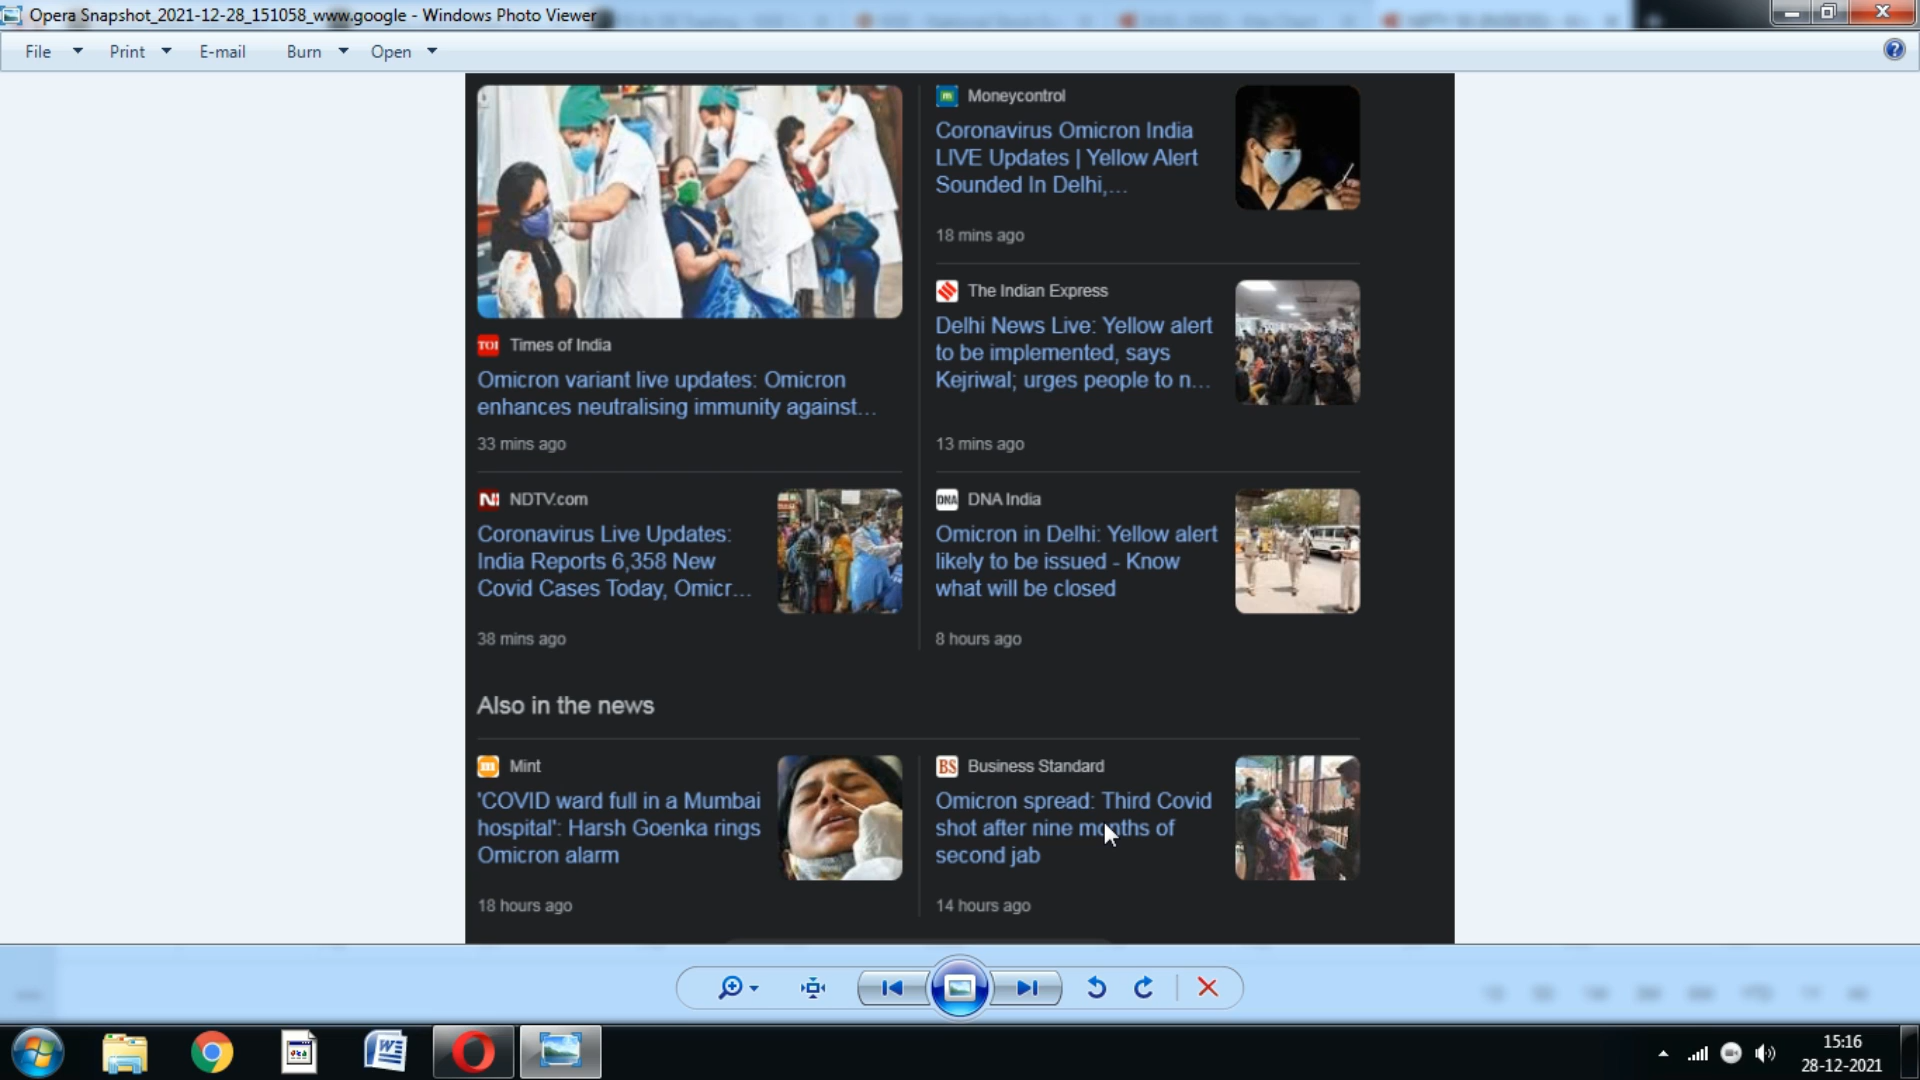 Opera Snapshot_2021-12-28_151058_www.google - Windows Photo Viewer
File Print E-mail Burn Open
Times of India
Omicron variant live updates: Omicron
enhances neutralising immunity against...
33 mins ago
NDTV.com
Coronavirus Live Updates:
India Reports 6,358 New
Covid Cases Today, Omicr...
38 mins ago
Moneycontrol
Coronavirus Omicron India
LIVE Updates | Yellow Alert
Sounded In Delhi,...
18 mins ago
The Indian Express
Delhi News Live: Yellow alert
to be implemented, says
Kejriwal; urges people to n...
13 mins ago
DNA India
Omicron in Delhi: Yellow alert
likely to be issued - Know
what will be closed
8 hours ago
Also in the news
Mint
'COVID ward full in a Mumbai
hospital': Harsh Goenka rings
Omicron alarm
18 hours ago
BS Business Standard
Omicron spread: Third Covid
shot after nine months of
second jab
14 hours ago
15:16
28-12-2021